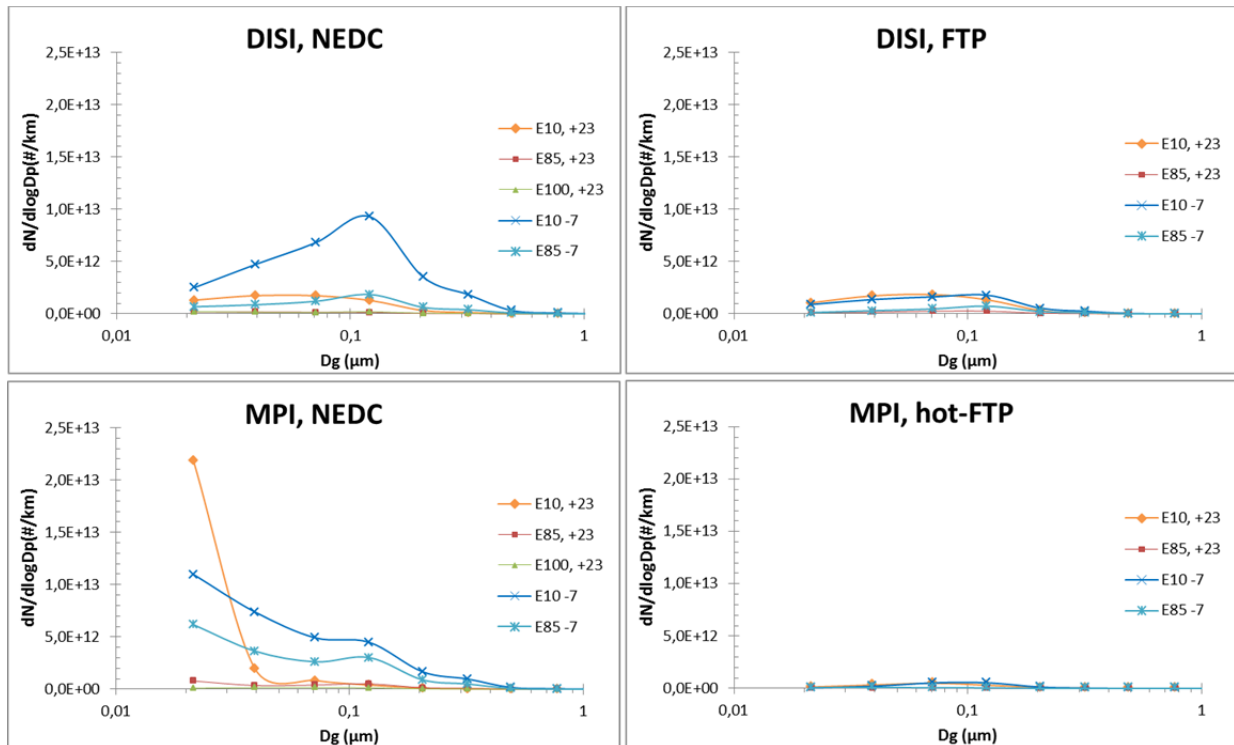 DISI, NEDC
2,5E+13
2,0E+13
1,5E+13
1,0E+13
5,0E+12
0,0E+00
dN/dlogDp(#/km)
0,01
0,1
1
Dg (µm)
E10, +23
E85, +23
E100, +23
E10 -7
E85 -7
DISI, FTP
2,5E+13
2,0E+13
1,5E+13
1,0E+13
5,0E+12
0,0E+00
dN/dlogDp(#/km)
0,01
0,1
1
Dg (µm)
E10, +23
E85, +23
E10 -7
E85 -7
MPI, NEDC
2,5E+13
2,0E+13
1,5E+13
1,0E+13
5,0E+12
0,0E+00
dN/dlogDp(#/km)
0,01
0,1
1
Dg (µm)
E10, +23
E85, +23
E100, +23
E10 -7
E85 -7
MPI, hot-FTP
2,5E+13
2,0E+13
1,5E+13
1,0E+13
5,0E+12
0,0E+00
dN/dlogDp(#/km)
0,01
0,1
1
Dg (µm)
E10, +23
E85, +23
E10 -7
E85 -7